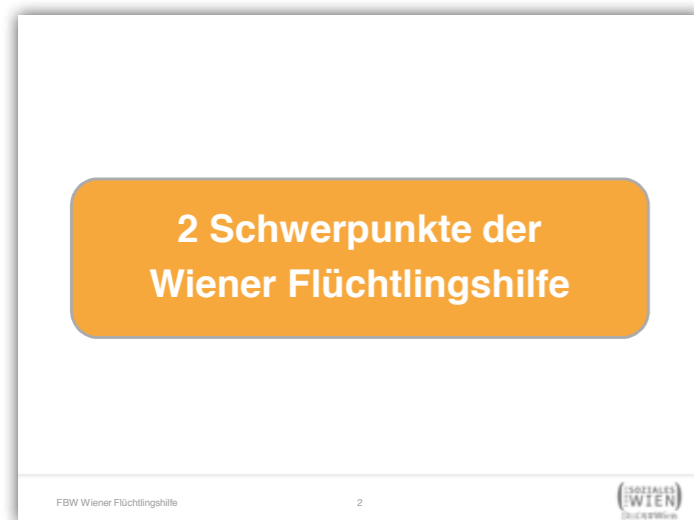 2 Schwerpunkte der
Wiener Flüchtlingshilfe
FBW Wiener Flüchtlingshilfe
2
SOZIALES
WIEN